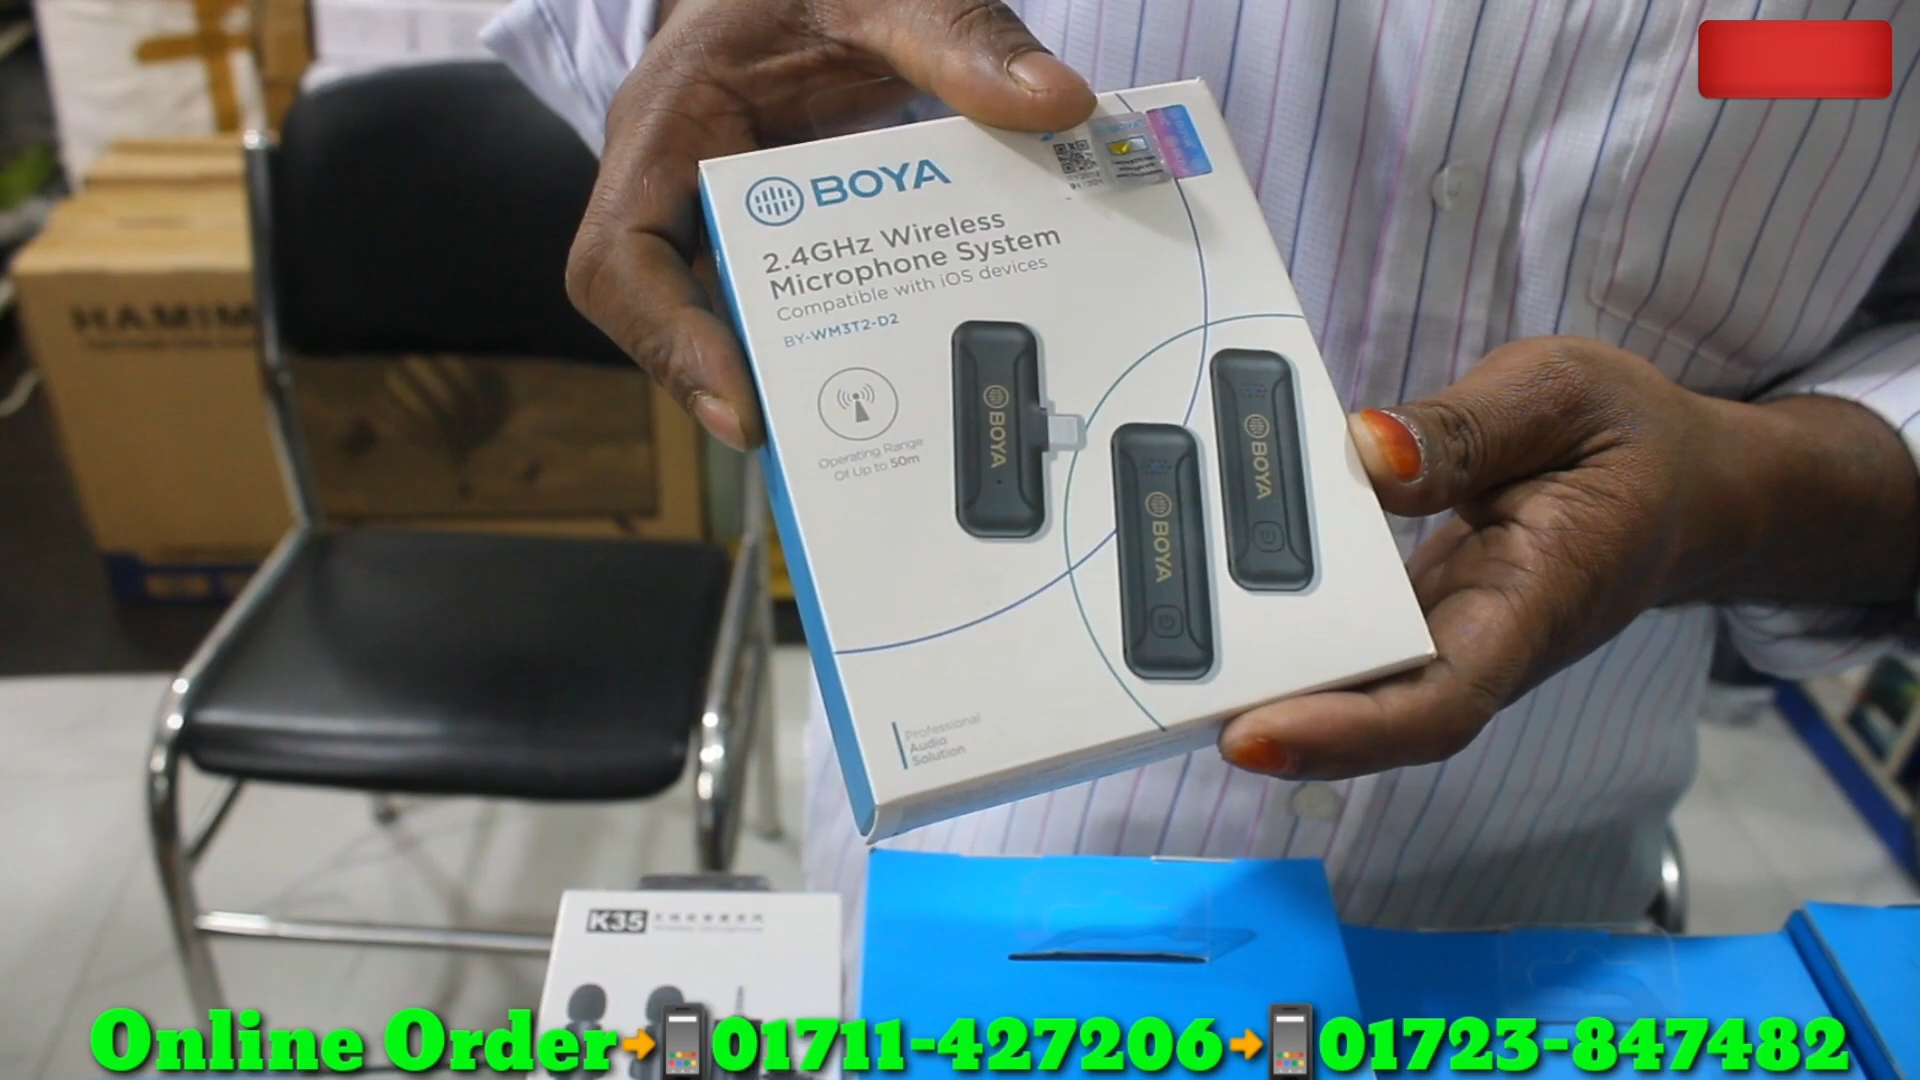 BOYA
2.4GHz Wireless
Microphone System
Compatible with iOS devices
BY-WM3T2-D2
Operating Range
Of Up to 50m
BOYA
BOYA
BOYA
Professional
Audio
Solution
HAMIM
K35
Online Order 01711-427206 01723-847482